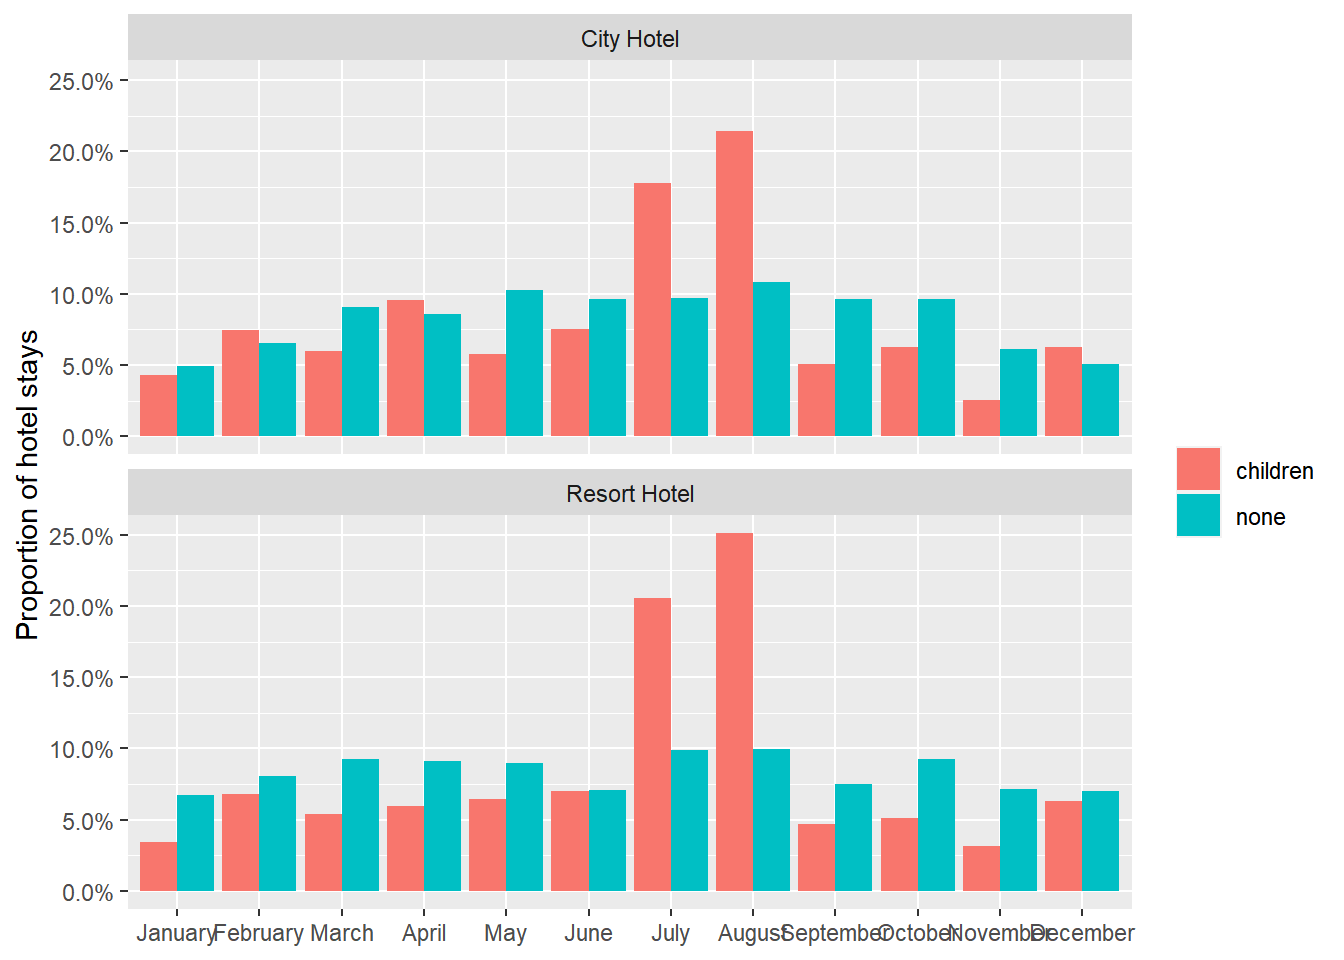 City Hotel
25.0%
20.0%
15.0%
10.0%
5.0%
0.0%
Resort Hotel
25.0%
20.0%
15.0%
10.0%
5.0%
0.0%
January February March April May June July August September October November December
Proportion of hotel stays
children
none